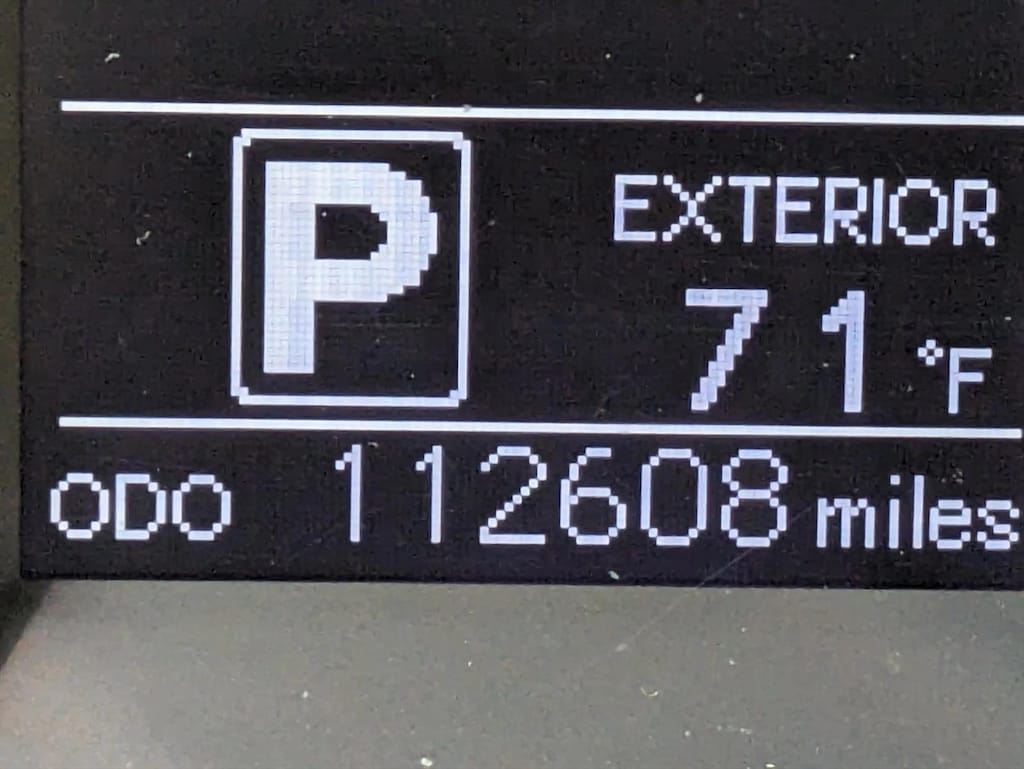 P
EXTERIOR
71 °F
ODO 112608 miles